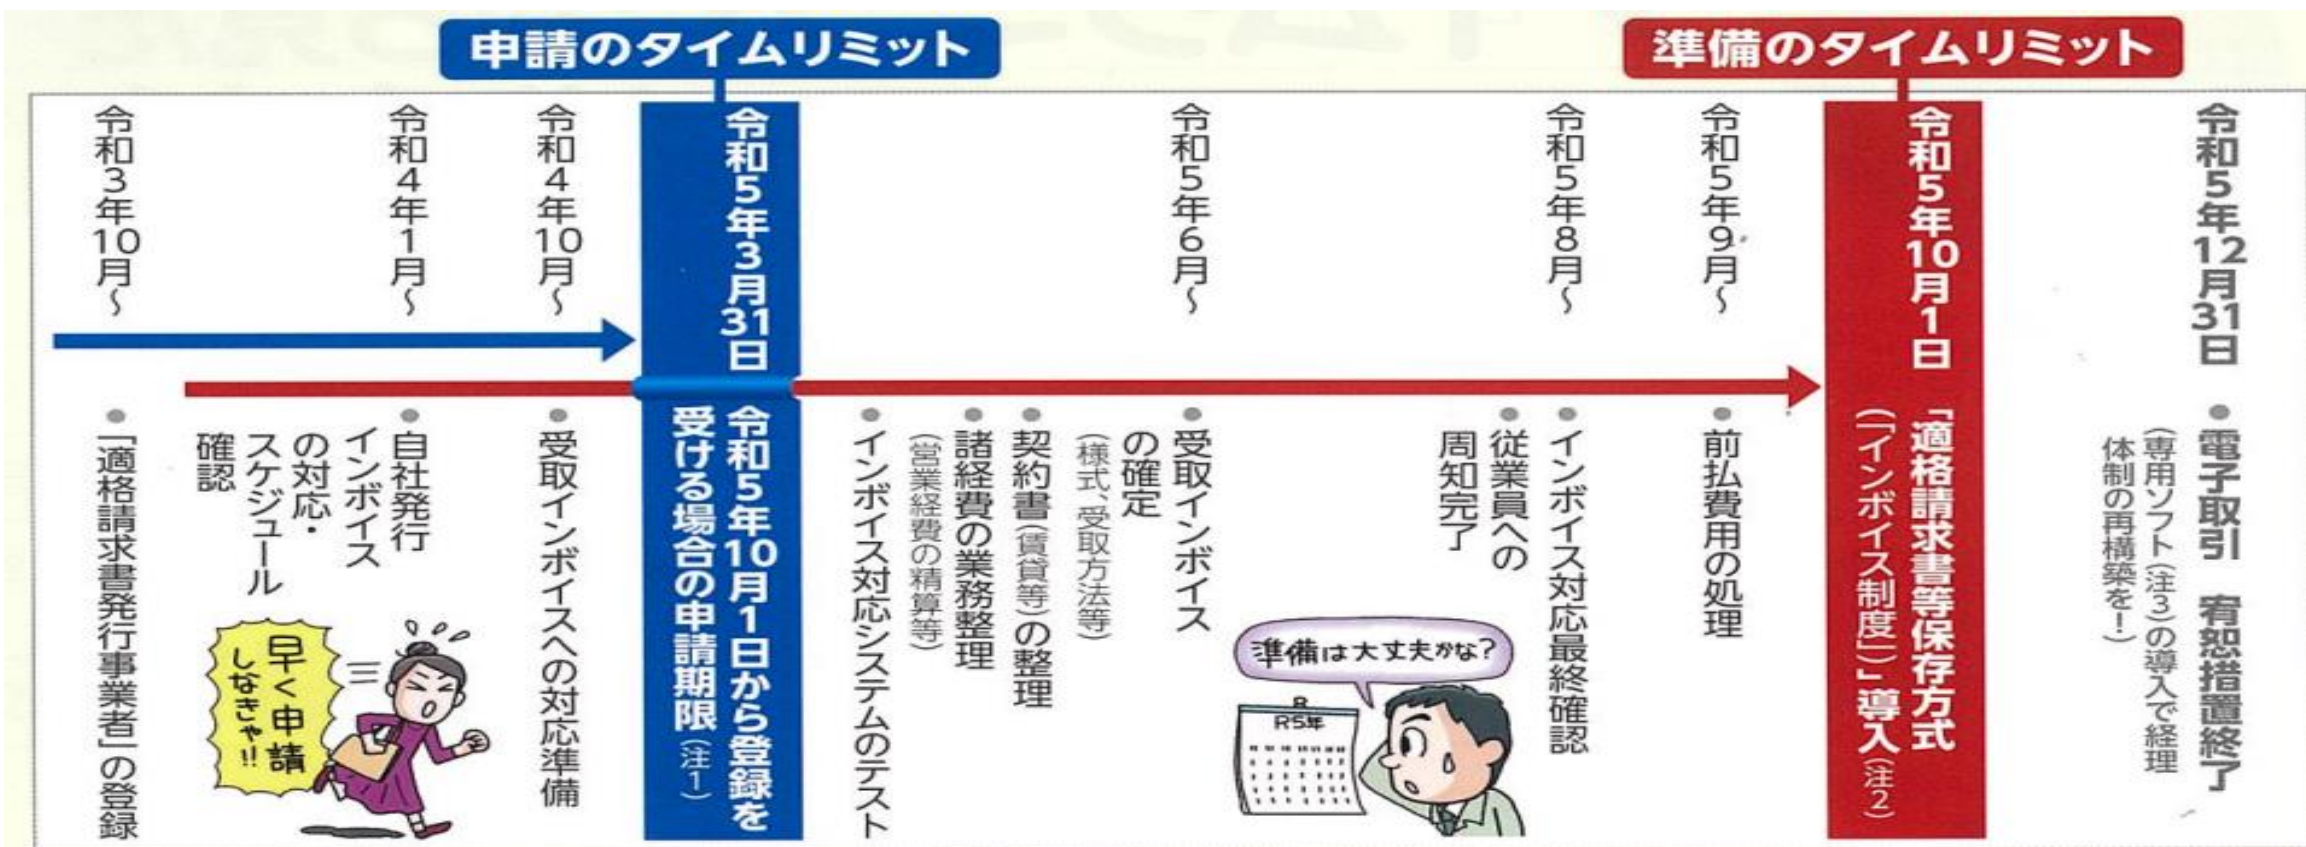 申請のタイムリミット
準備のタイムリミット
令和3年10月～
●「適格請求書発行事業者」の登録
令和4年1月～
●自社発行
インボイス
の対応・
スケジュール
確認
早く申請
しなきゃ!!
令和4年10月～
●受取インボイスへの対応準備
令和5年3月31日
令和5年10月1日から登録を
受ける場合の申請期限(注1)
●インボイス対応システムのテスト
●諸経費の業務整理
(営業経費の精算等)
●契約書(賃貸等)の整理
令和5年6月～
●受取インボイス
の確定
(様式、受取方法等)
準備は大丈夫かな?
8
R5年
●従業員への
周知完了
令和5年8月～
●インボイス対応最終確認
令和5年9月～
●前払費用の処理
令和5年10月1日
「適格請求書等保存方式
(「インボイス制度」)」導入(注2)
令和5年12月31日
●電子取引 宥恕措置終了
(専用ソフト(注3)の導入で経理
体制の再構築を!)